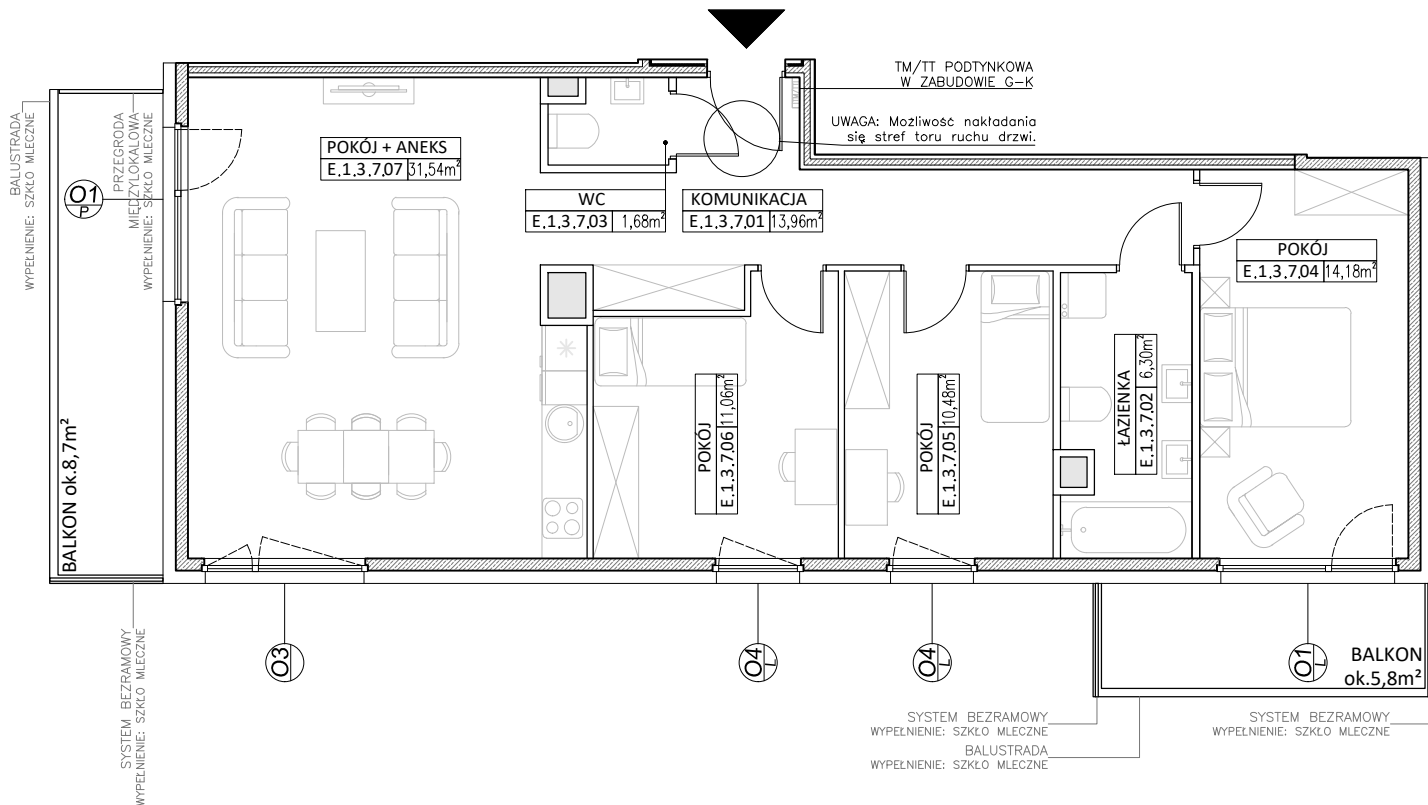 TM/TT PODTYNKOWA
W ZABUDOWIE G-K
UWAGA: Możliwość nakładania
się stref toru ruchu drzwi.
BALUSTRADA
WYPEŁNIENIE: SZKŁO MLECZNE
PRZEGRODA
MIĘDZYLOKALOWA
WYPEŁNIENIE: SZKŁO MLECZNE
O1
P
POKÓJ + ANEKS
E.1.3.7.07 31,54m²
WC
E.1.3.7.03 1,68m²
KOMUNIKACJA
E.1.3.7.01 13,96m²
POKÓJ
E.1.3.7.04 14,18m²
POKÓJ
E.1.3.7.06 11,06m²
POKÓJ
E.1.3.7.05 10,48m²
ŁAZIENKA
E.1.3.7.02 6,30m²
BALKON ok.8,7m²
SYSTEM BEZRAMOWY
WYPEŁNIENIE: SZKŁO MLECZNE
O3
O4
L
O4
L
O1
L
BALKON
ok.5,8m²
SYSTEM BEZRAMOWY
WYPEŁNIENIE: SZKŁO MLECZNE
BALUSTRADA
WYPEŁNIENIE: SZKŁO MLECZNE
SYSTEM BEZRAMOWY
WYPEŁNIENIE: SZKŁO MLECZNE